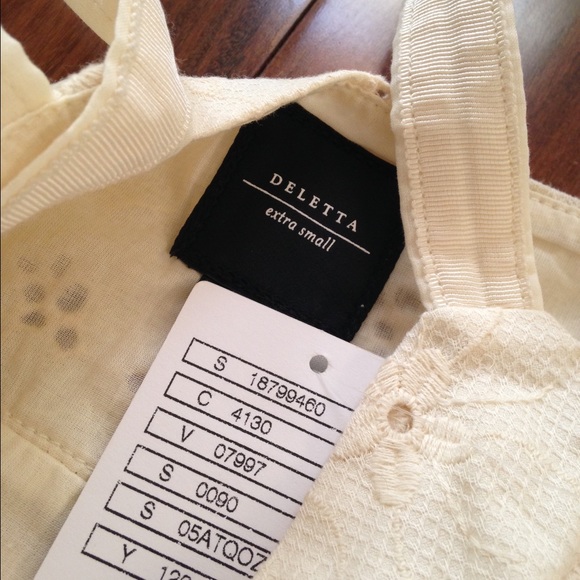 DELETTA
extra small
S 18799460
C 4130
V 07997
S 0090
S 05ATQOZ
Y